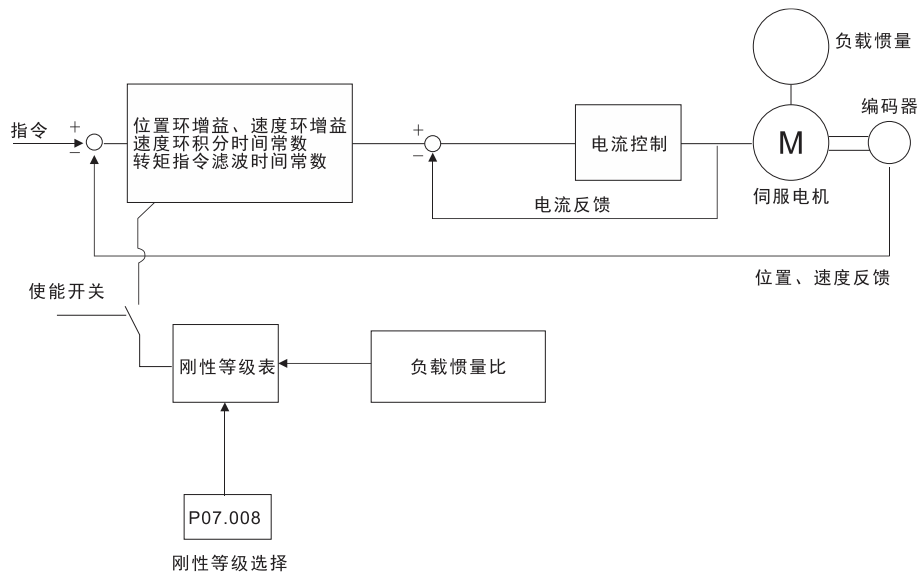 负载惯量
编码器
指令
+
−
位置环增益、速度环增益
速度环积分时间常数
转矩指令滤波时间常数
+
−
电流控制
M
伺服电机
电流反馈
位置、速度反馈
使能开关
刚性等级表
负载惯量比
P07.008
刚性等级选择